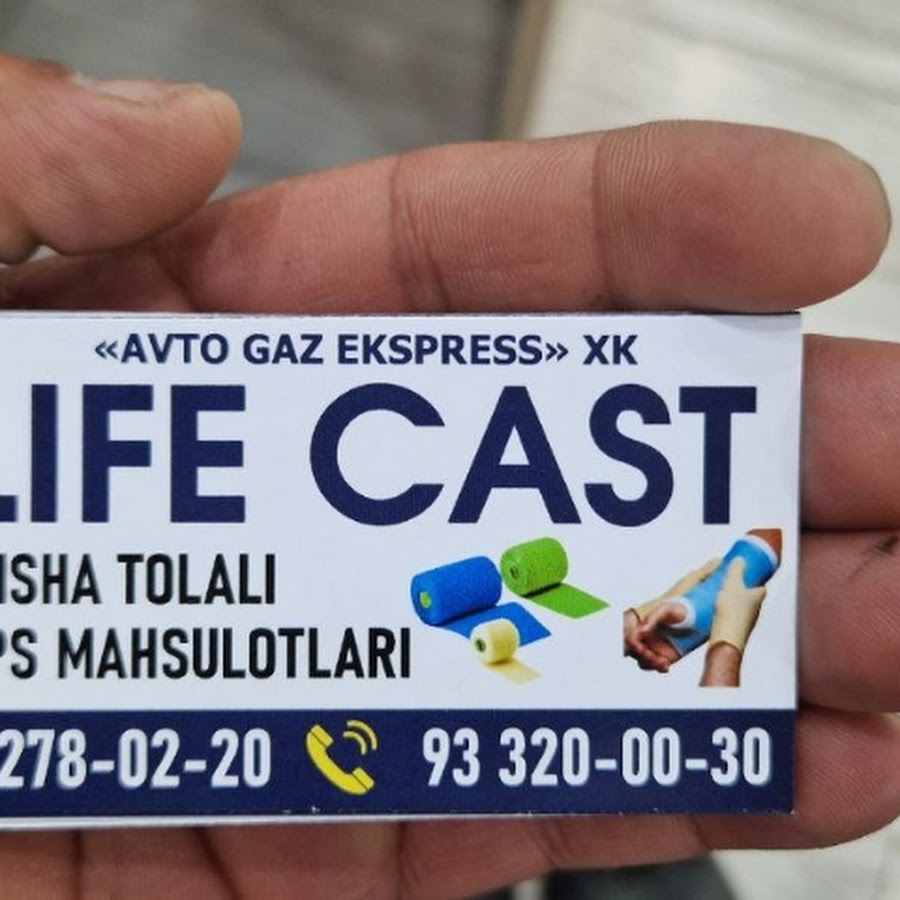 «AVTO GAZ EKSPRESS» XK
LIFE CAST
ISHA TOLALI
PS MAHSULOTLARI
278-02-20 93 320-00-30